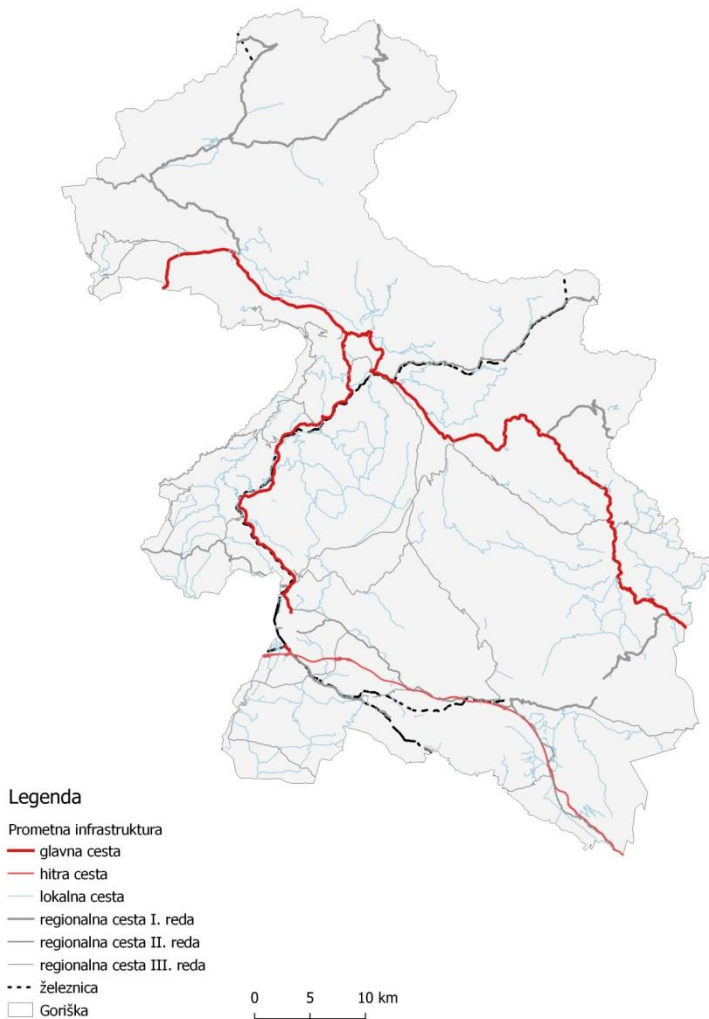 Legenda
Prometna infrastruktura
glavna cesta
hitra cesta
lokalna cesta
regionalna cesta I. reda
regionalna cesta II. reda
regionalna cesta III. reda
železnica
Goriška
0 5 10 km